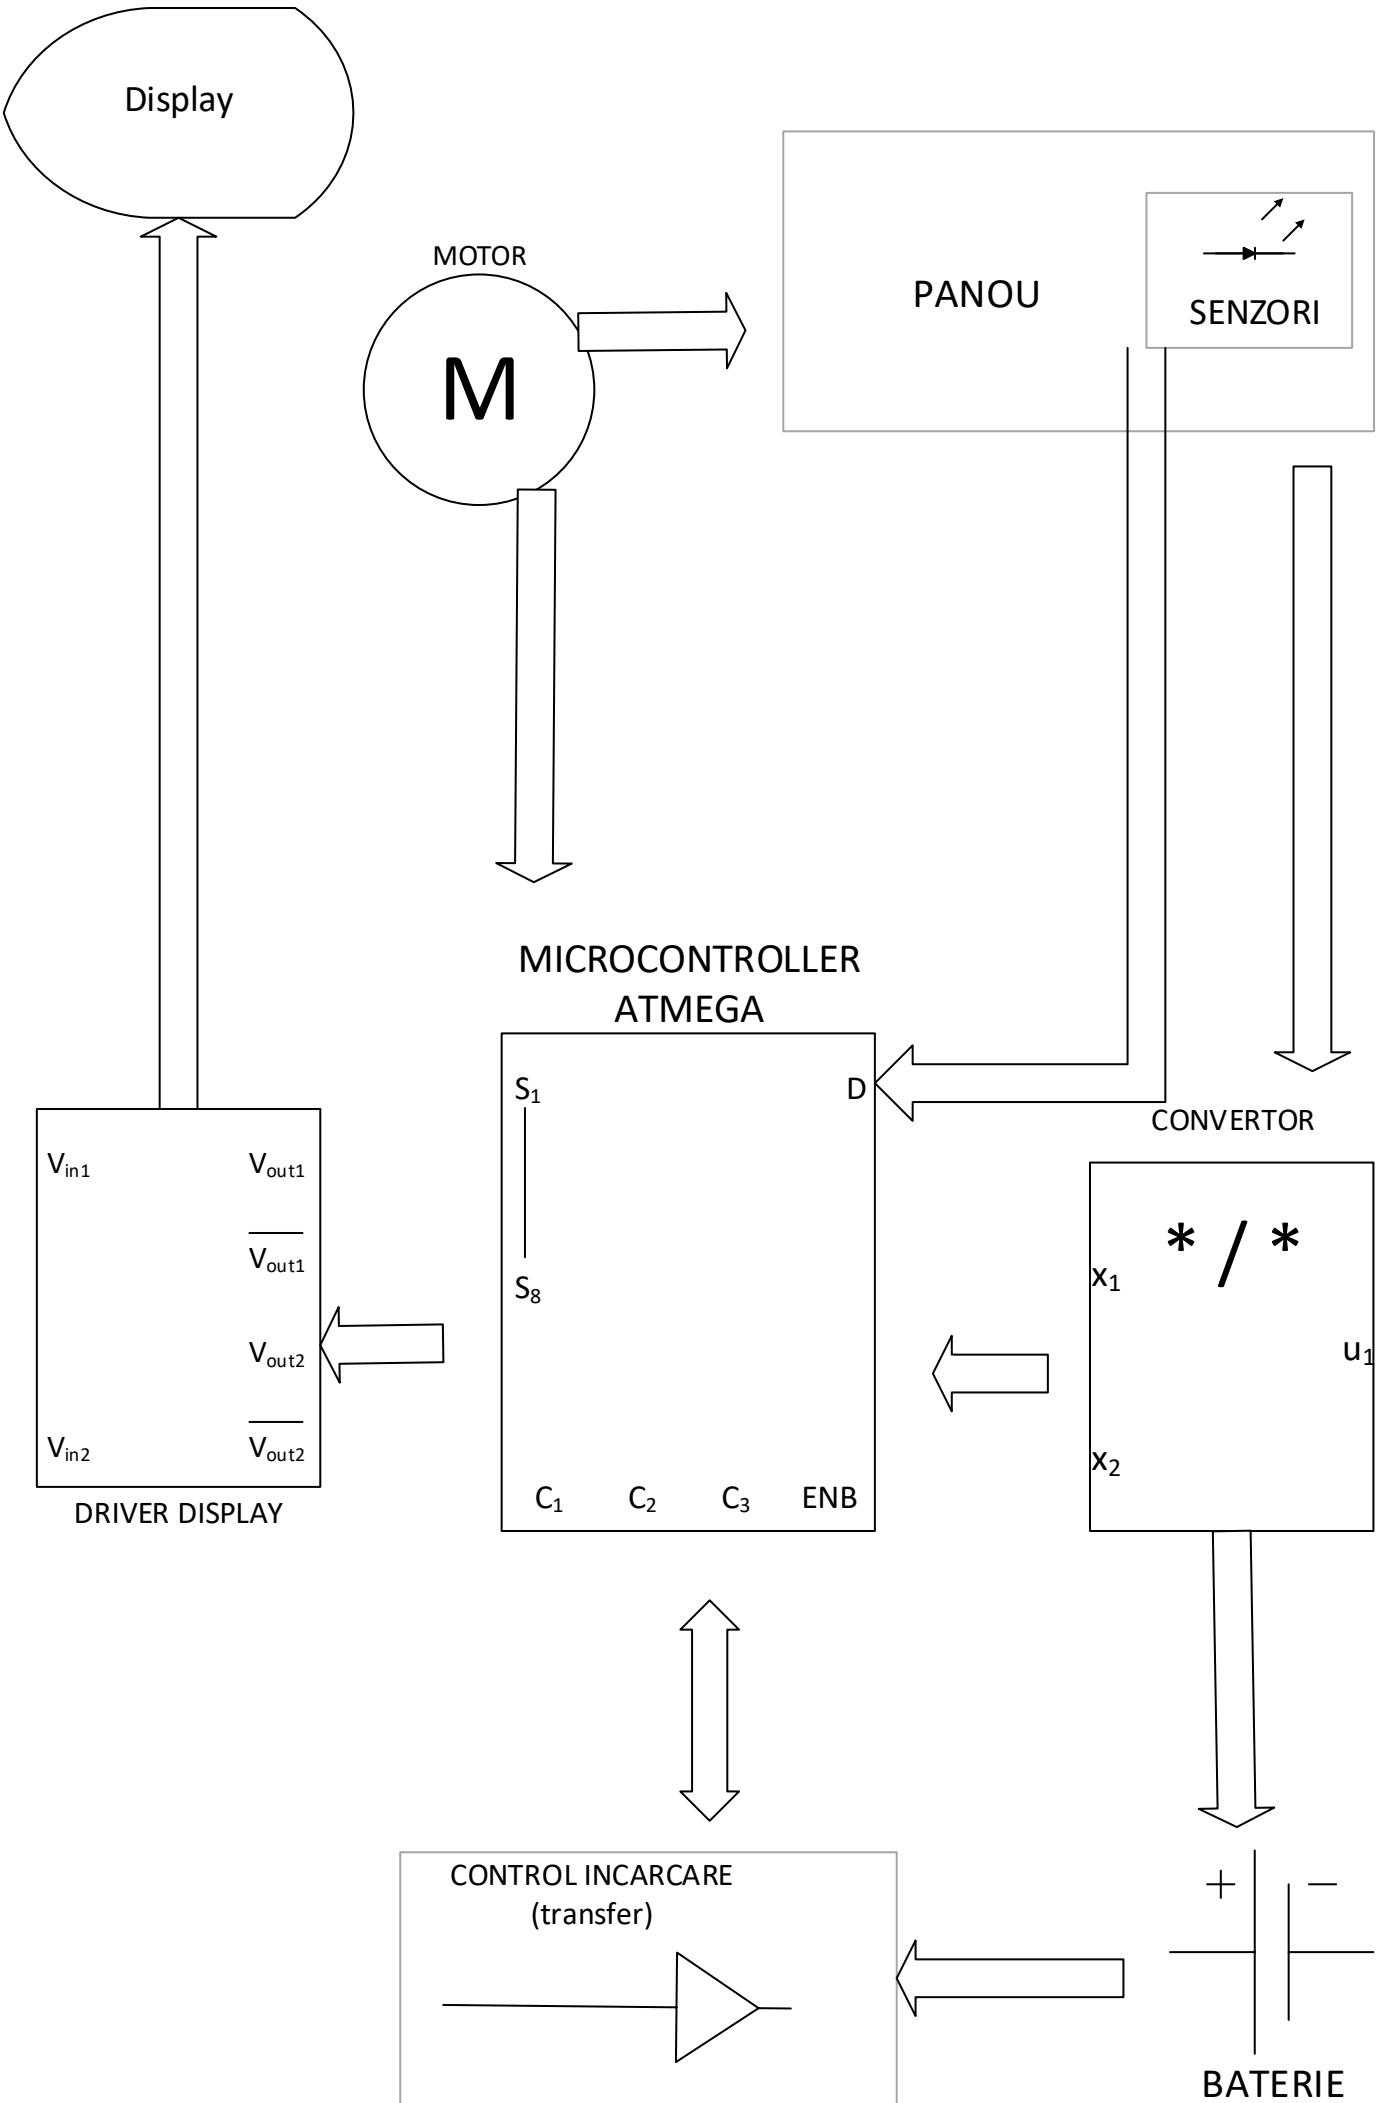 Display
MOTOR
M
PANOU
SENZORI
MICROCONTROLLER
ATMEGA
S1
D
S8
C1 C2 C3 ENB
CONVERTOR
* / *
x1
u1
x2
Vin1 Vout1
Vout1
Vout2
Vin2 Vout2
DRIVER DISPLAY
CONTROL INCARCARE
(transfer)
+ −
BATERIE